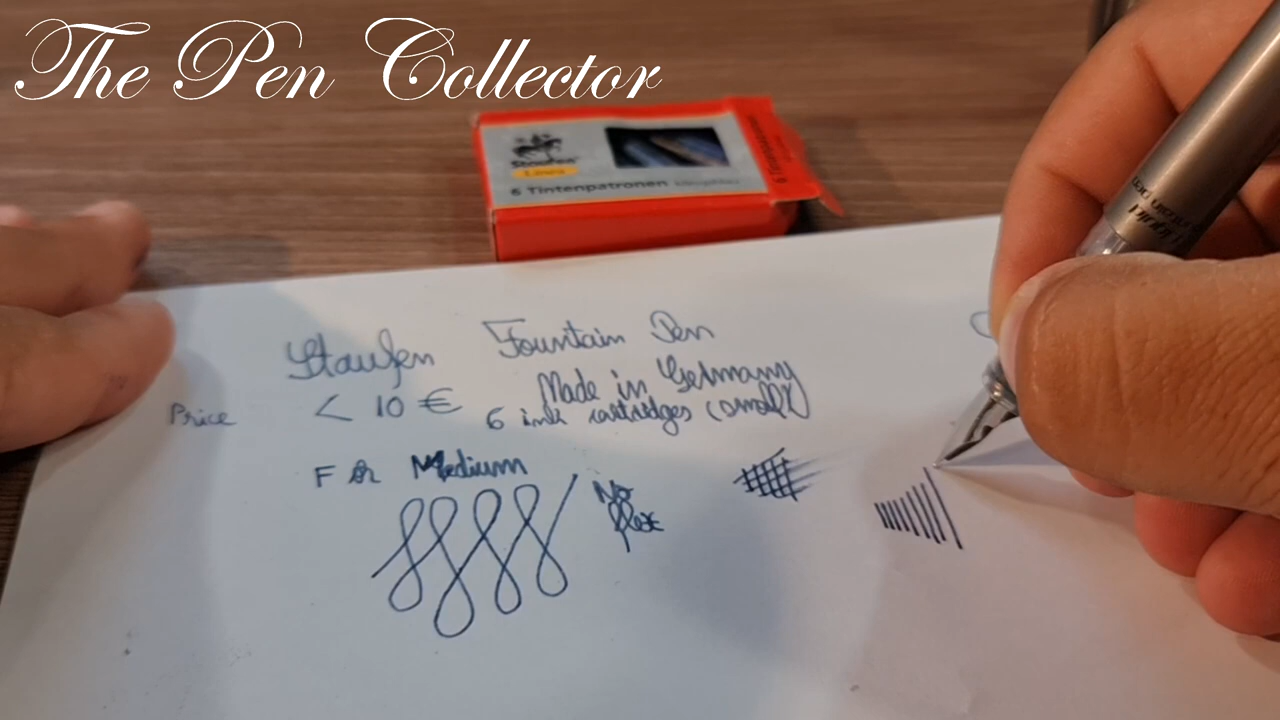 The Pen Collector
Staufen
6 Tintenpatronen
Staufen Fountain Pen
Made in Germany
Price < 10 €
6 ink cartridges (small)
F or Medium
No
flex